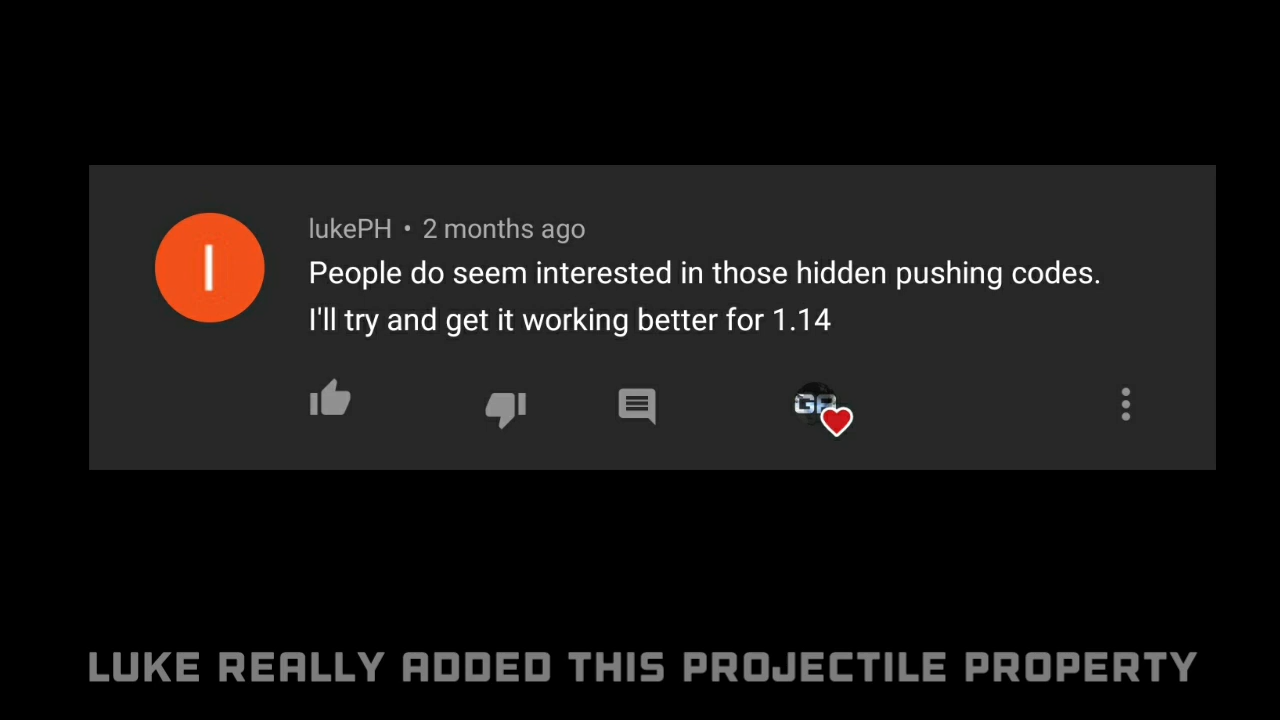 l
lukePH • 2 months ago
People do seem interested in those hidden pushing codes.
I'll try and get it working better for 1.14
LUKE REALLY ADDED THIS PROJECTILE PROPERTY